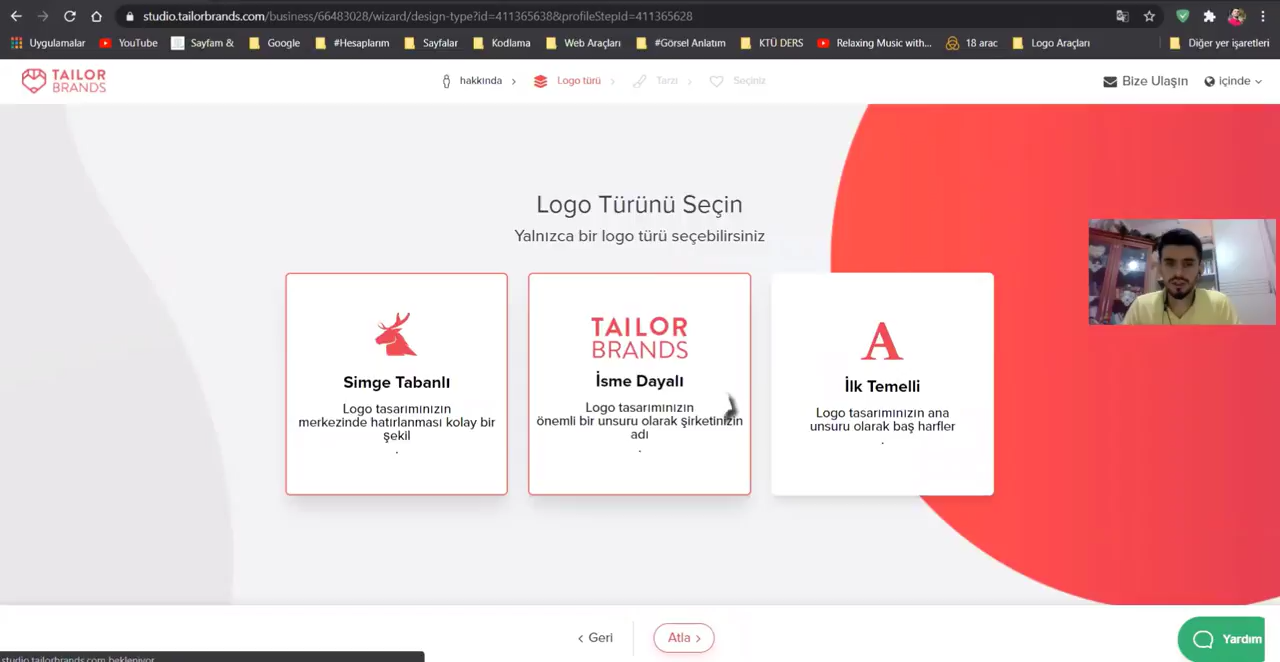 studio.tailorbrands.com/business/66483028/wizard/design-type?id=411365638&profileStepId=411365628
Uygulamalar YouTube Sayfam & Google #Hesaplarım Sayfalar Kodlama Web Araçları #Görsel Anlatım KTÜ DERS Relaxing Music with... 18 arac Logo Araçları Diğer yer işaretleri
TAILOR
BRANDS
hakkında Logo türü Tarzı Seçiniz
Bize Ulaşın içinde
Logo Türünü Seçin
Yalnızca bir logo türü seçebilirsiniz
Simge Tabanlı
Logo tasarımınızın
merkezinde hatırlanması kolay bir
şekil
.
TAILOR
BRANDS
İsme Dayalı
Logo tasarımınızın
önemli bir unsuru olarak şirketinizin
adı
.
A
İlk Temelli
Logo tasarımınızın ana
unsuru olarak baş harfler
.
Geri Atla
Yardım
studio.tailorbrands.com bekleniyor